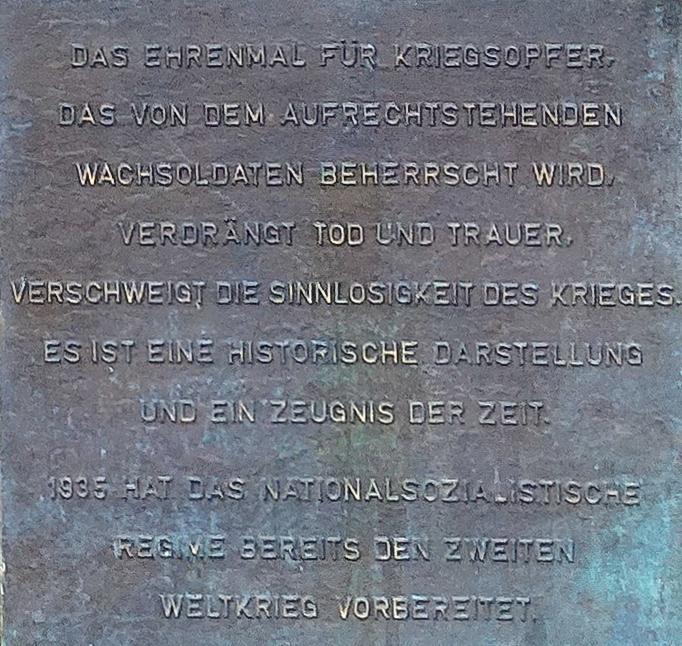 DAS EHRENMAL FÜR KRIEGSOPFER,
DAS VON DEM AUFRECHTSTEHENDEN
WACHSOLDATEN BEHERRSCHT WIRD,
VERDRÄNGT TOD UND TRAUER,
VERSCHWEIGT DIE SINNLOSIGKEIT DES KRIEGES.
ES IST EINE HISTORISCHE DARSTELLUNG
UND EIN ZEUGNIS DER ZEIT.
1935 HAT DAS NATIONALSOZIALISTISCHE
REGIME BEREITS DEN ZWEITEN
WELTKRIEG VORBEREITET.